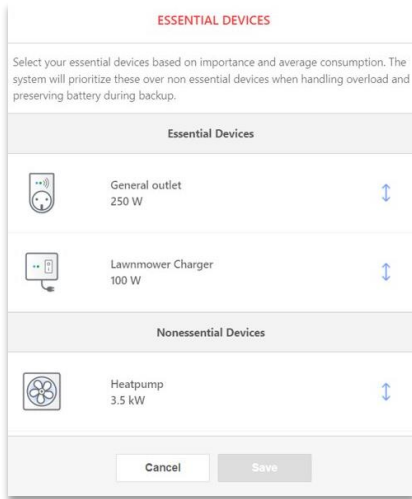 ESSENTIAL DEVICES
Select your essential devices based on importance and average consumption. The
system will prioritize these over non essential devices when handling overload and
preserving battery during backup.
Essential Devices
General outlet
250 W
Lawnmower Charger
100 W
Nonessential Devices
Heatpump
3.5 kW
Cancel
Save